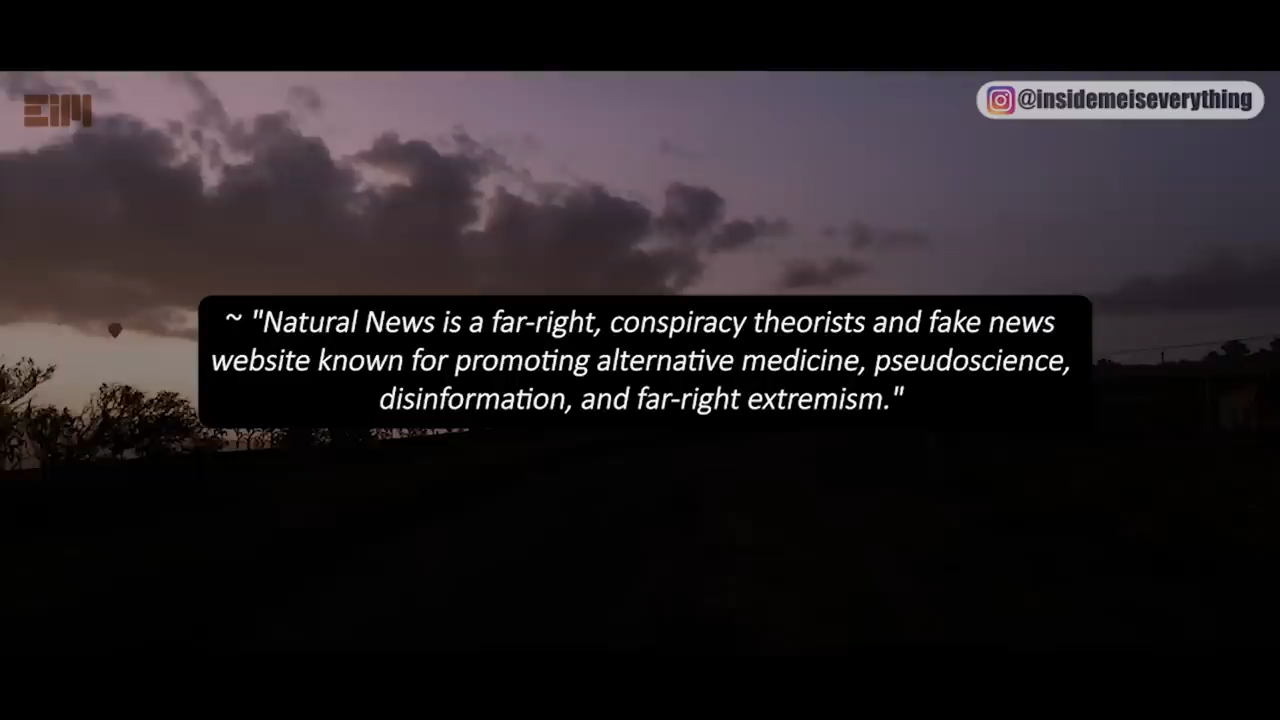 EiM
@insidemeiseverything
~ "Natural News is a far-right, conspiracy theorists and fake news
website known for promoting alternative medicine, pseudoscience,
disinformation, and far-right extremism."